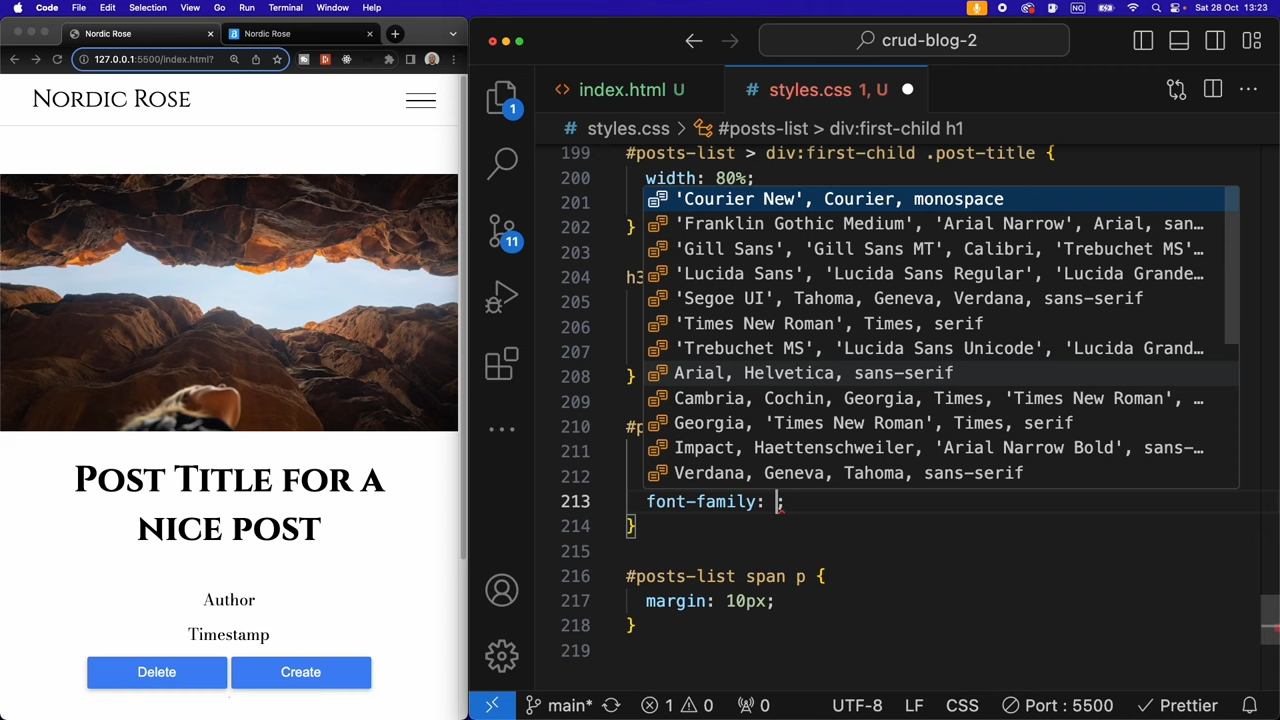 Code File Edit Selection View Go Run Terminal Window Help
NO Sat 28 Oct 13:23
Nordic Rose
Nordic Rose
127.0.0.1:5500/index.html?
Nordic Rose
Post Title for a
nice post
Author
Timestamp
Delete Create
crud-blog-2
1
11
index.html U
# styles.css 1, U
# styles.css > #posts-list > div:first-child h1
199 #posts-list > div:first-child .post-title {
200 width: 80%;
201
202 }
203
204 h3
205
206
207
208 }
209
210 #p
211
212
213 font-family: ;
214 }
215
216 #posts-list span p {
217 margin: 10px;
218 }
219
'Courier New', Courier, monospace
'Franklin Gothic Medium', 'Arial Narrow', Arial, san…
'Gill Sans', 'Gill Sans MT', Calibri, 'Trebuchet MS'…
'Lucida Sans', 'Lucida Sans Regular', 'Lucida Grande…
'Segoe UI', Tahoma, Geneva, Verdana, sans-serif
'Times New Roman', Times, serif
'Trebuchet MS', 'Lucida Sans Unicode', 'Lucida Grand…
Arial, Helvetica, sans-serif
Cambria, Cochin, Georgia, Times, 'Times New Roman', …
Georgia, 'Times New Roman', Times, serif
Impact, Haettenschweiler, 'Arial Narrow Bold', sans-…
Verdana, Geneva, Tahoma, sans-serif
main* 1 0 0 UTF-8 LF CSS Port : 5500 Prettier